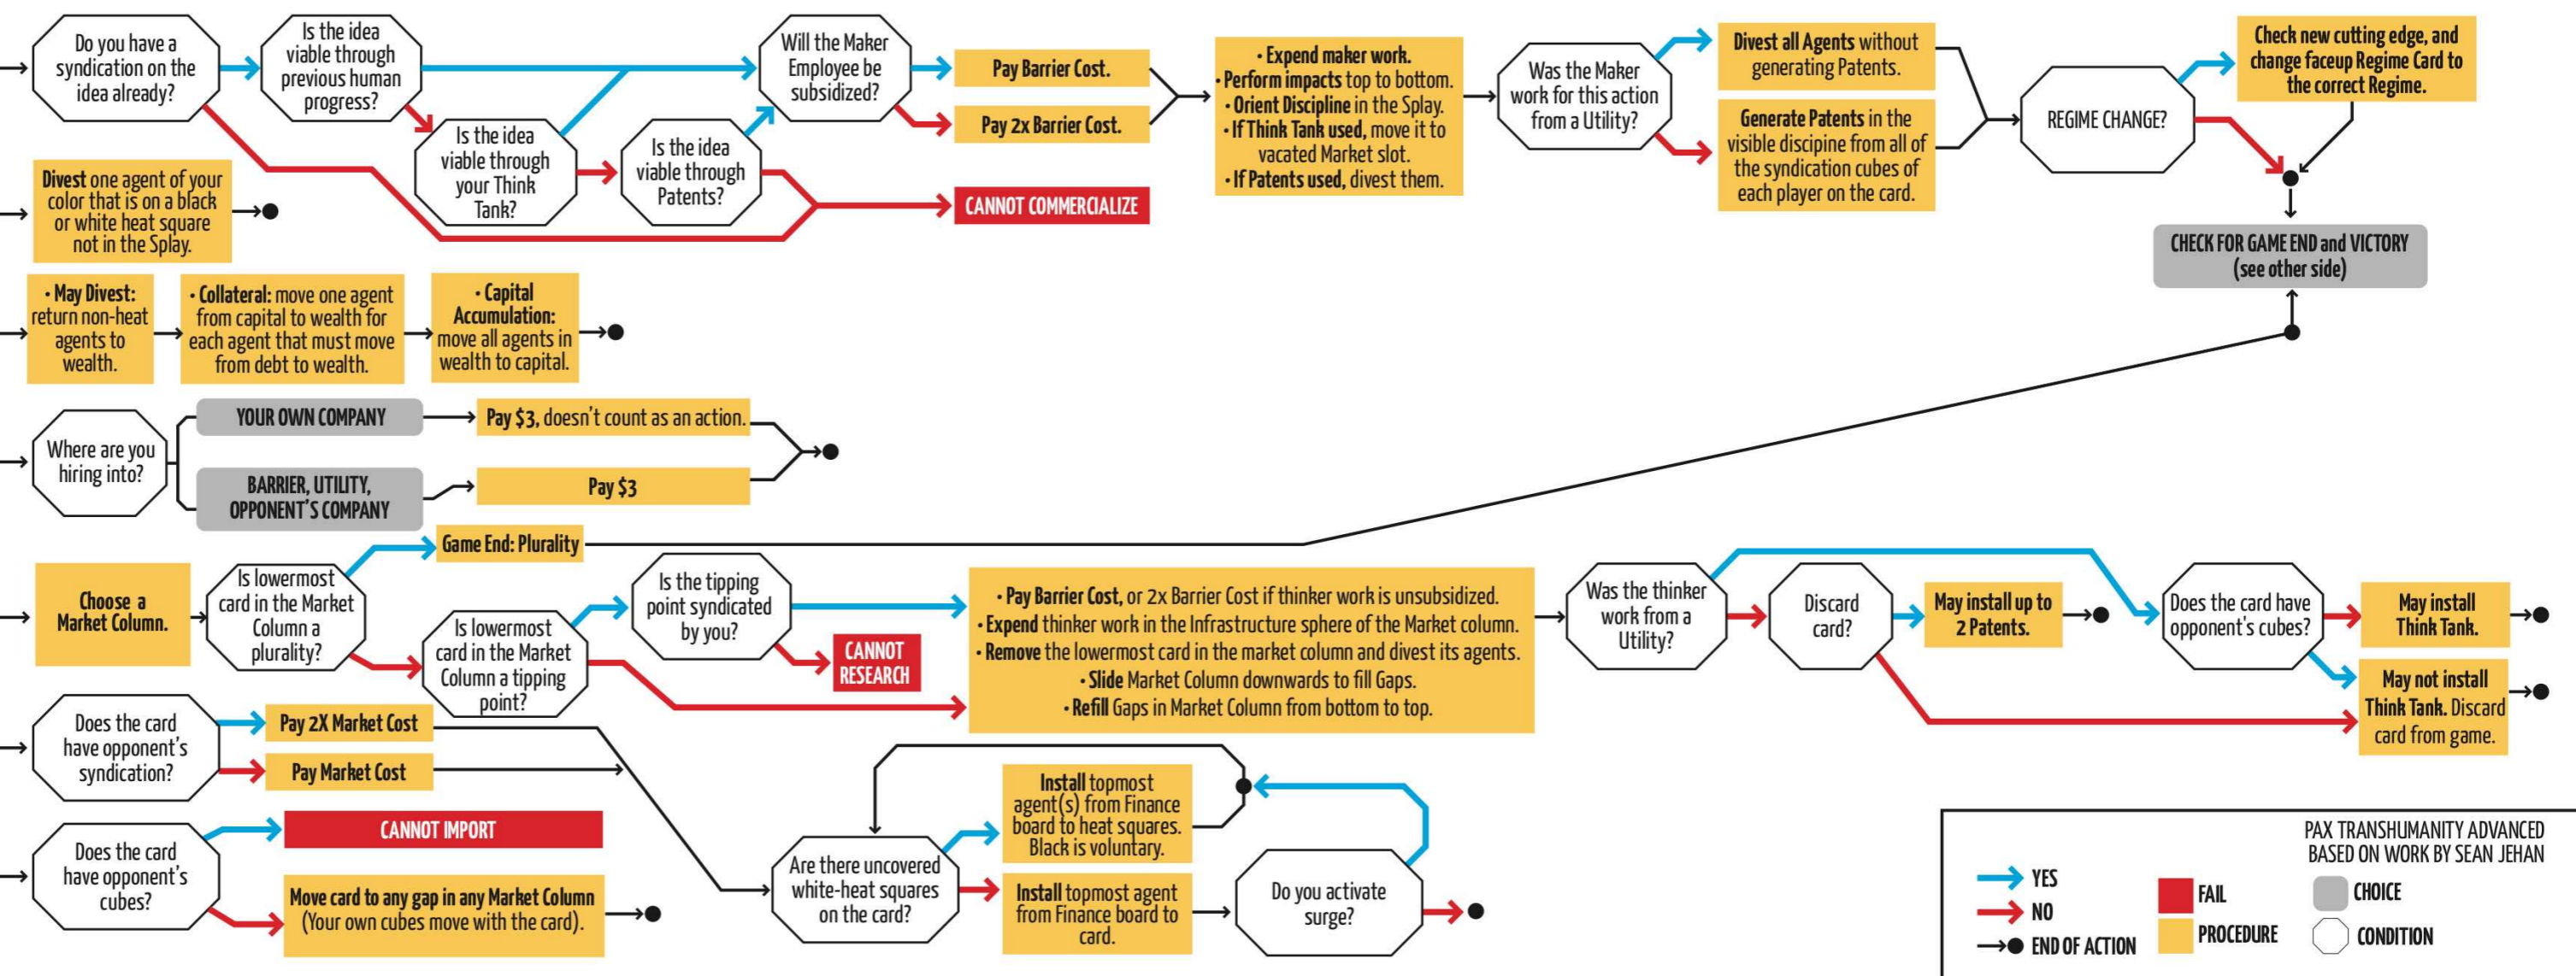 Do you have a
syndication on the
idea already?
Is the idea
viable through
previous human
progress?
Is the idea
viable through
your Think
Tank?
Is the idea
viable through
Patents?
Will the Maker
Employee be
subsidized?
Pay Barrier Cost.
Pay 2x Barrier Cost.
CANNOT COMMERCIALIZE
• Expend maker work.
• Perform impacts top to bottom.
• Orient Discipline in the Splay.
• If Think Tank used, move it to
vacated Market slot.
• If Patents used, divest them.
Was the Maker
work for this action
from a Utility?
Divest all Agents without
generating Patents.
Generate Patents in the
visible discipine from all of
the syndication cubes of
each player on the card.
REGIME CHANGE?
Check new cutting edge, and
change faceup Regime Card to
the correct Regime.
CHECK FOR GAME END and VICTORY
(see other side)
Divest one agent of your
color that is on a black
or white heat square
not in the Splay.
• May Divest:
return non-heat
agents to
wealth.
• Collateral: move one agent
from capital to wealth for
each agent that must move
from debt to wealth.
• Capital
Accumulation:
move all agents in
wealth to capital.
Where are you
hiring into?
YOUR OWN COMPANY
Pay $3, doesn't count as an action.
BARRIER, UTILITY,
OPPONENT'S COMPANY
Pay $3
Choose a
Market Column.
Is lowermost
card in the Market
Column a
plurality?
Game End: Plurality
Is lowermost
card in the Market
Column a tipping
point?
Is the tipping
point syndicated
by you?
CANNOT
RESEARCH
• Pay Barrier Cost, or 2x Barrier Cost if thinker work is unsubsidized.
• Expend thinker work in the Infrastructure sphere of the Market column.
• Remove the lowermost card in the market column and divest its agents.
• Slide Market Column downwards to fill Gaps.
• Refill Gaps in Market Column from bottom to top.
Was the thinker
work from a
Utility?
Discard
card?
May install up to
2 Patents.
Does the card have
opponent's cubes?
May install
Think Tank.
May not install
Think Tank. Discard
card from game.
Does the card
have opponent's
syndication?
Pay 2X Market Cost
Pay Market Cost
Does the card
have opponent's
cubes?
CANNOT IMPORT
Move card to any gap in any Market Column
(Your own cubes move with the card).
Are there uncovered
white-heat squares
on the card?
Install topmost
agent(s) from Finance
board to heat squares.
Black is voluntary.
Install topmost agent
from Finance board to
card.
Do you activate
surge?
PAX TRANSHUMANITY ADVANCED
BASED ON WORK BY SEAN JEHAN
YES
NO
END OF ACTION
FAIL
PROCEDURE
CHOICE
CONDITION